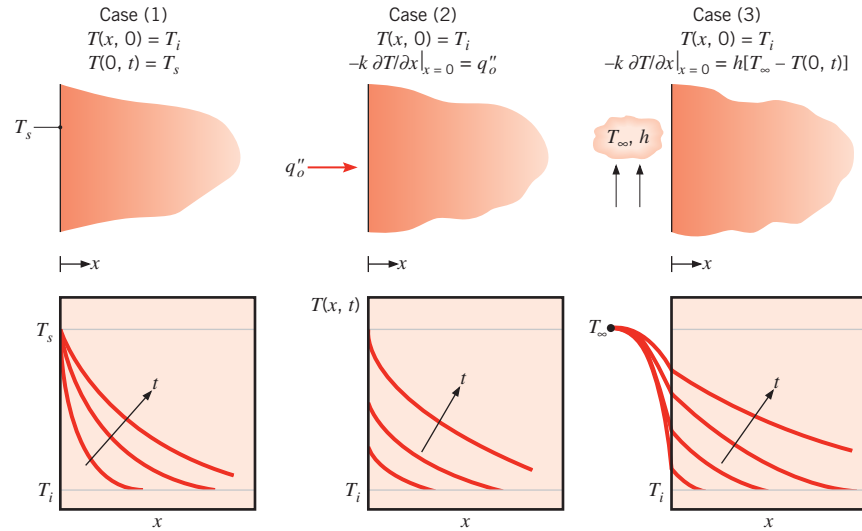 Case (1)
T(x, 0) = T_i
T(0, t) = T_s
Case (2)
T(x, 0) = T_i
−k ∂T/∂x|_{x = 0} = q″_o
Case (3)
T(x, 0) = T_i
−k ∂T/∂x|_{x = 0} = h[T_∞ − T(0, t)]
T_s
q″_o
T_∞, h
x
x
x
T_s
t
T_i
x
T(x, t)
t
T_i
x
T_∞
t
T_i
x